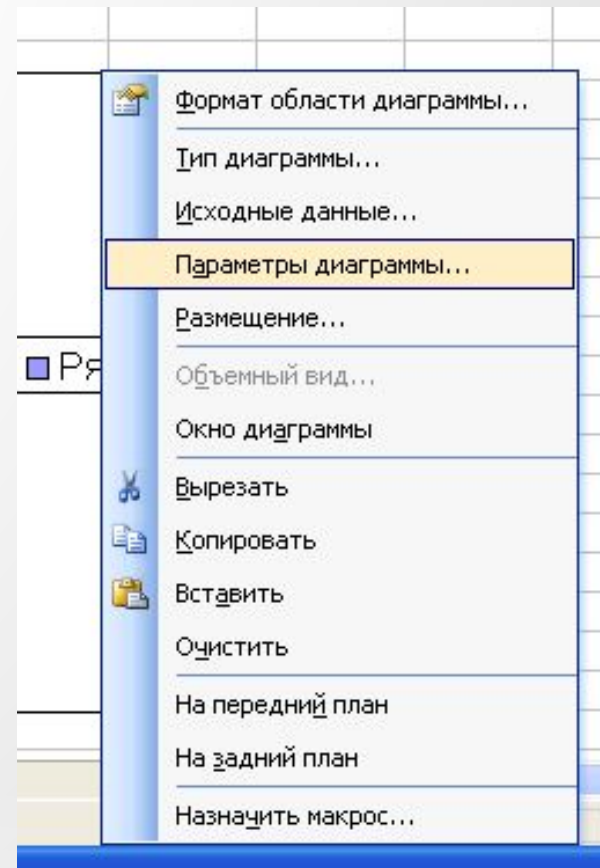 Формат области диаграммы...
Тип диаграммы...
Исходные данные...
Параметры диаграммы...
Размещение...
Ря
Объемный вид...
Окно диаграммы
Вырезать
Копировать
Вставить
Очистить
На передний план
На задний план
Назначить макрос...